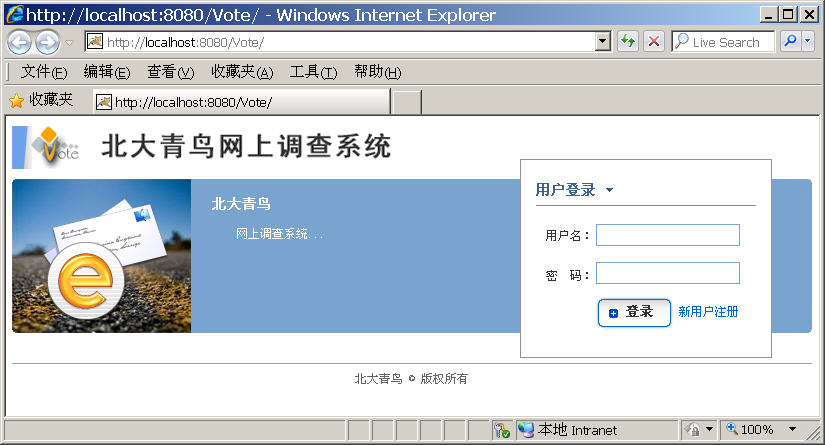 http://localhost:8080/Vote/ - Windows Internet Explorer
http://localhost:8080/Vote/
Live Search
文件(F) 编辑(E) 查看(V) 收藏夹(A) 工具(T) 帮助(H)
收藏夹 http://localhost:8080/Vote/
Vote 北大青鸟网上调查系统
北大青鸟
网上调查系统...
e
用户登录
用户名：
密 码：
登录 新用户注册
北大青鸟 © 版权所有
本地 Intranet 100%